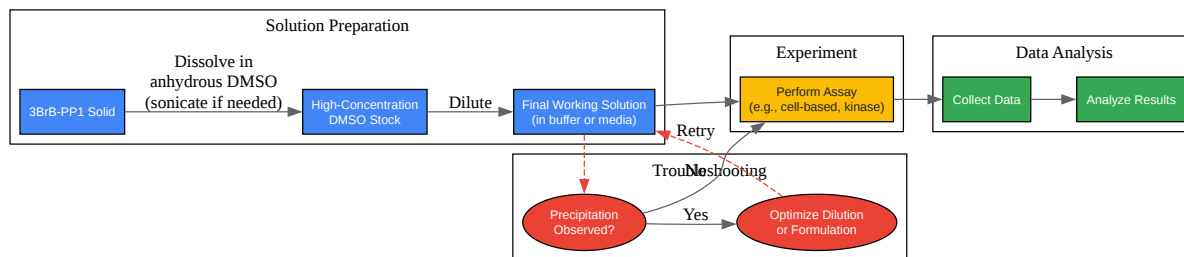 Solution Preparation
3BrB-PP1 Solid
Dissolve in
anhydrous DMSO
(sonicate if needed)
High-Concentration
DMSO Stock
Dilute
Final Working Solution
(in buffer or media)
Experiment
Perform Assay
(e.g., cell-based, kinase)
Data Analysis
Collect Data
Analyze Results
Retry
Troubleshooting
No
Precipitation
Observed?
Yes
Optimize Dilution
or Formulation